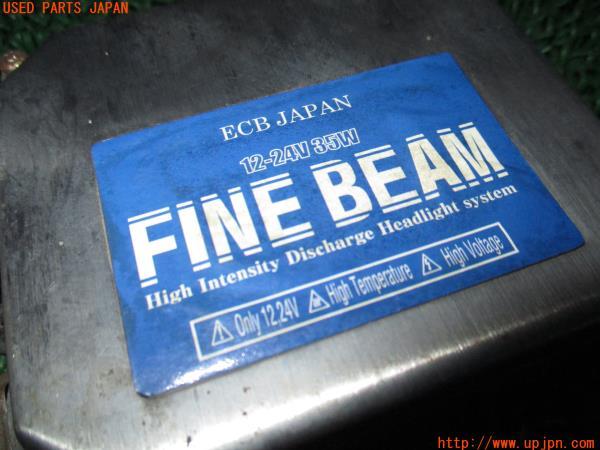 USED PARTS JAPAN
ECB JAPAN
12-24V 35W
FINE BEAM
High Intensity Discharge Headlight system
Only 12,24V High Temperature High Voltage
http://www.upjpn.com